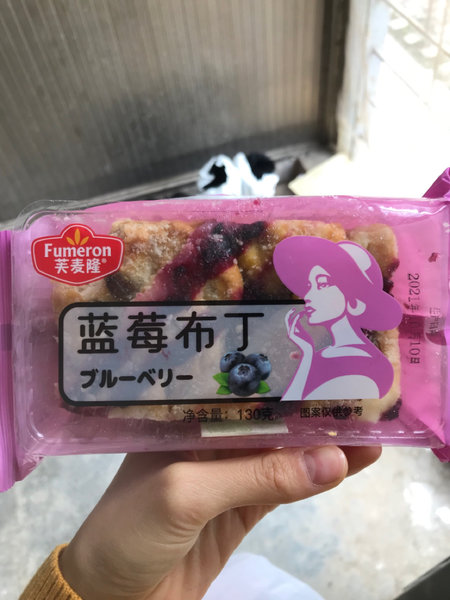 Fumeron
芙麦隆®
蓝莓布丁
ブルーベリー
净含量: 130克
图案仅供参考